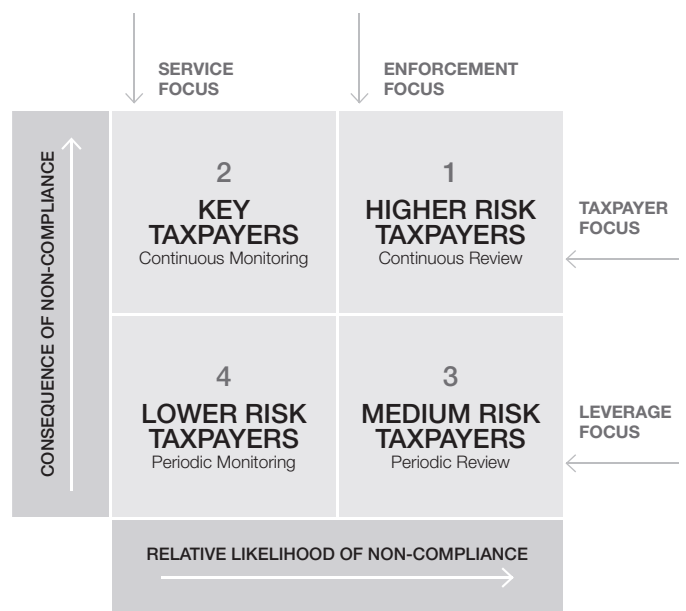 SERVICE
FOCUS
ENFORCEMENT
FOCUS
CONSEQUENCE OF NON-COMPLIANCE
2
KEY
TAXPAYERS
Continuous Monitoring
1
HIGHER RISK
TAXPAYERS
Continuous Review
TAXPAYER
FOCUS
4
LOWER RISK
TAXPAYERS
Periodic Monitoring
3
MEDIUM RISK
TAXPAYERS
Periodic Review
LEVERAGE
FOCUS
RELATIVE LIKELIHOOD OF NON-COMPLIANCE